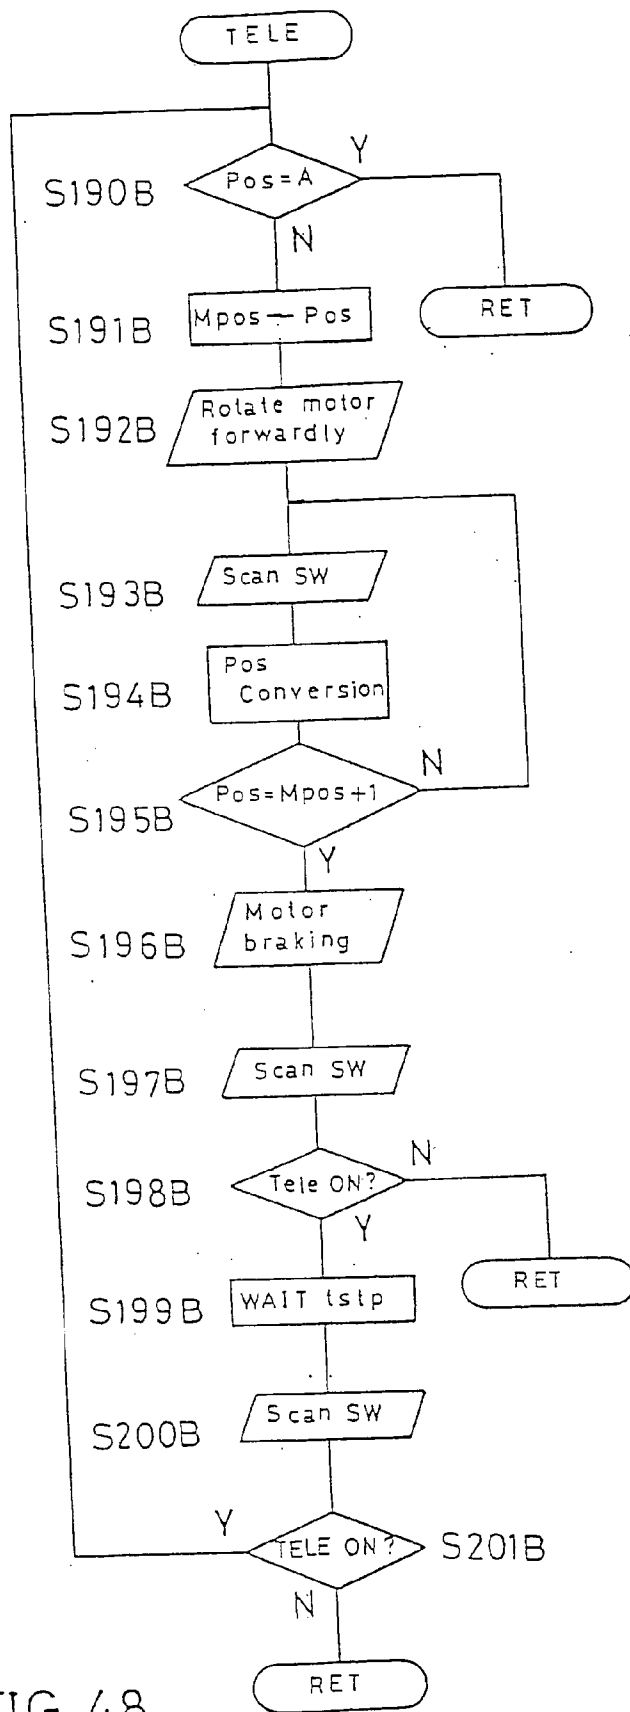 TELE
Y
S190B
Pos=A
N
RET
S191B
Mpos — Pos
S192B
Rotate motor
forwardly
S193B
Scan SW
S194B
Pos
Conversion
N
S195B
Pos=Mpos+1
Y
S196B
Motor
braking
S197B
Scan SW
N
S198B
Tele ON?
Y
RET
S199B
WAIT tstp
S200B
Scan SW
Y
TELE ON?
S201B
N
RET
FIG. 48